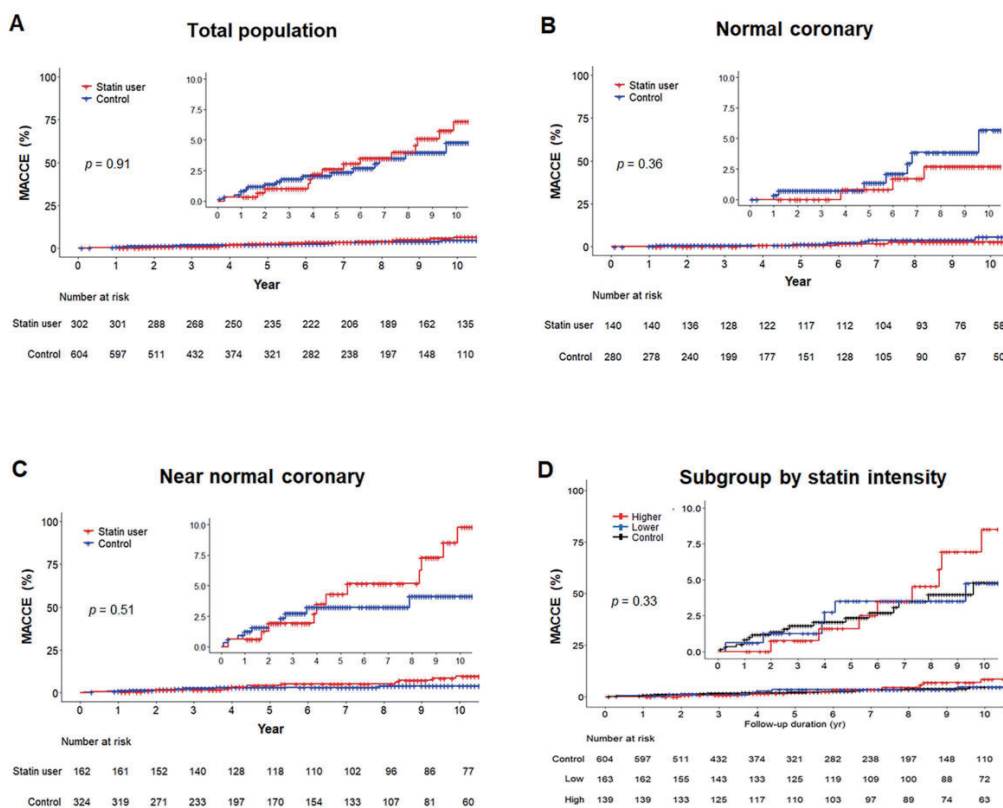 A
Total population
MACCE (%)
100
75
50
25
0
Statin user
Control
p = 0.91
10.0
7.5
5.0
2.5
0.0
0 1 2 3 4 5 6 7 8 9 10
0 1 2 3 4 5 6 7 8 9 10
Year
Number at risk
Statin user 302 301 288 268 250 235 222 206 189 162 135
Control 604 597 511 432 374 321 282 238 197 148 110
B
Normal coronary
MACCE (%)
100
75
50
25
0
Statin user
Control
p = 0.36
10.0
7.5
5.0
2.5
0.0
0 1 2 3 4 5 6 7 8 9 10
0 1 2 3 4 5 6 7 8 9 10
Year
Number at risk
Statin user 140 140 136 128 122 117 112 104 93 76 58
Control 280 278 240 199 177 151 128 105 90 67 50
C
Near normal coronary
MACCE (%)
100
75
50
25
0
Statin user
Control
p = 0.51
10.0
7.5
5.0
2.5
0.0
0 1 2 3 4 5 6 7 8 9 10
0 1 2 3 4 5 6 7 8 9 10
Year
Number at risk
Statin user 162 161 152 140 128 118 110 102 96 86 77
Control 324 319 271 233 197 170 154 133 107 81 60
D
Subgroup by statin intensity
MACCE (%)
100
75
50
25
0
Higher
Lower
Control
p = 0.33
10.0
7.5
5.0
2.5
0.0
0 1 2 3 4 5 6 7 8 9 10
0 1 2 3 4 5 6 7 8 9 10
Follow-up duration (yr)
Number at risk
Control 604 597 511 432 374 321 282 238 197 148 110
Low 163 162 155 143 133 125 119 109 100 88 72
High 139 139 133 125 117 110 103 97 89 74 63